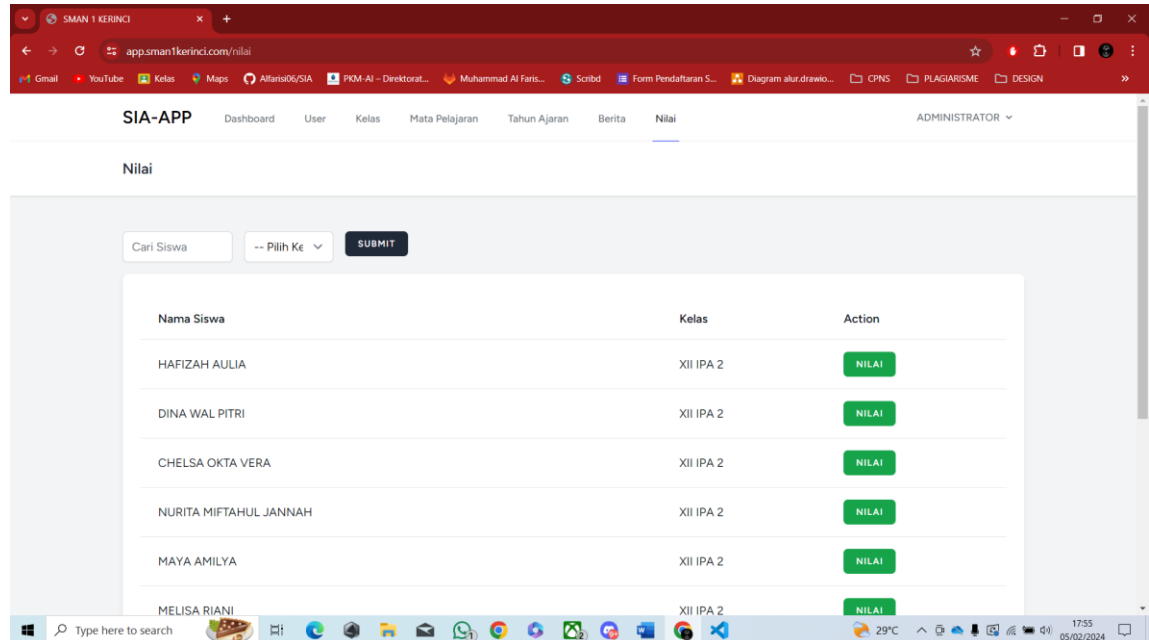 SMAN 1 KERINCI
app.sman1kerinci.com/nilai
Gmail YouTube Kelas Maps Alfarisi06/SIA PKM-AI – Direktorat... Muhammad Al Faris... Scribd Form Pendaftaran S... Diagram alur.drawio... CPNS PLAGIARISME DESIGN »
SIA-APP Dashboard User Kelas Mata Pelajaran Tahun Ajaran Berita Nilai ADMINISTRATOR
Nilai
Cari Siswa -- Pilih Ke SUBMIT
Nama Siswa Kelas Action
HAFIZAH AULIA XII IPA 2 NILAI
DINA WAL PITRI XII IPA 2 NILAI
CHELSA OKTA VERA XII IPA 2 NILAI
NURITA MIFTAHUL JANNAH XII IPA 2 NILAI
MAYA AMILYA XII IPA 2 NILAI
MELISA RIANI XII IPA 2 NILAI
Type here to search 29°C 17:55
05/02/2024